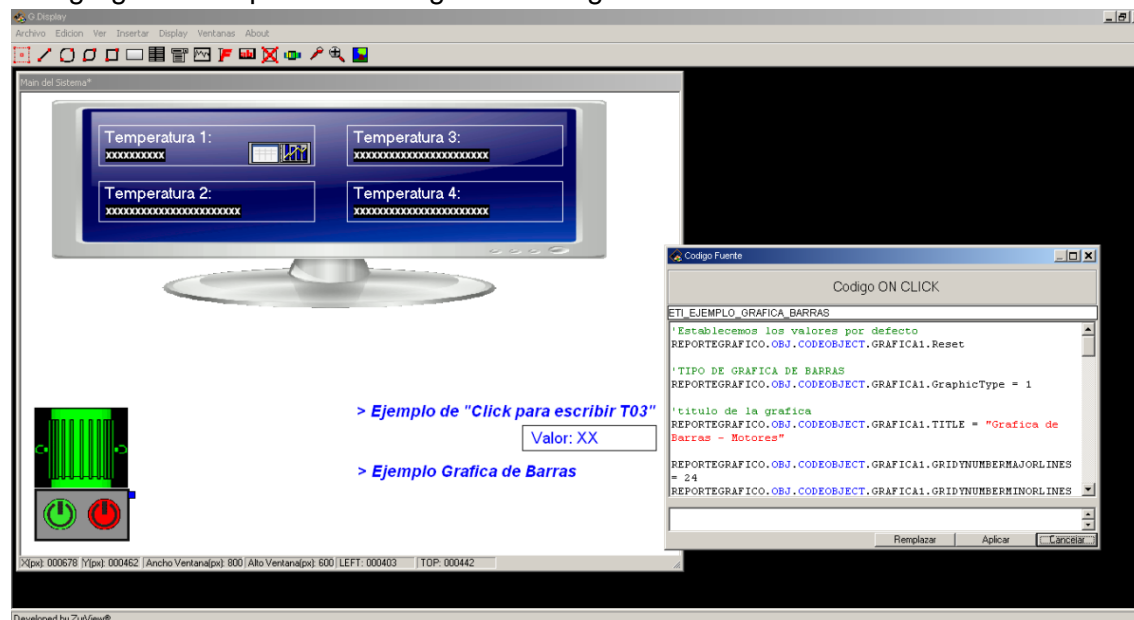 G.Display
Archivo Edicion Ver Insertar Display Ventanas About
Main del Sistema*
Temperatura 1:
xxxxxxxxxx
Temperatura 3:
xxxxxxxxxxxxxxxxxxxxxxx
Temperatura 2:
xxxxxxxxxxxxxxxxxxxxxxx
Temperatura 4:
xxxxxxxxxxxxxxxxxxxxxxx
> Ejemplo de "Click para escribir T03"
Valor: XX
> Ejemplo Grafica de Barras
X(px): 000678 Y(px): 000462 Ancho Ventana(px): 800 Alto Ventana(px): 600 LEFT: 000403 TOP: 000442
Codigo Fuente
Codigo ON CLICK
ETI_EJEMPLO_GRAFICA_BARRAS
'Establecemos los valores por defecto
REPORTEGRAFICO.OBJ.CODEOBJECT.GRAFICA1.Reset
'TIPO DE GRAFICA DE BARRAS
REPORTEGRAFICO.OBJ.CODEOBJECT.GRAFICA1.GraphicType = 1
'titulo de la grafica
REPORTEGRAFICO.OBJ.CODEOBJECT.GRAFICA1.TITLE = "Grafica de
Barras - Motores"
REPORTEGRAFICO.OBJ.CODEOBJECT.GRAFICA1.GRIDYNUMBERMAJORLINES
= 24
REPORTEGRAFICO.OBJ.CODEOBJECT.GRAFICA1.GRIDYNUMBERMINORLINES
Remplazar Aplicar Cancelar
Developed by ZurView®